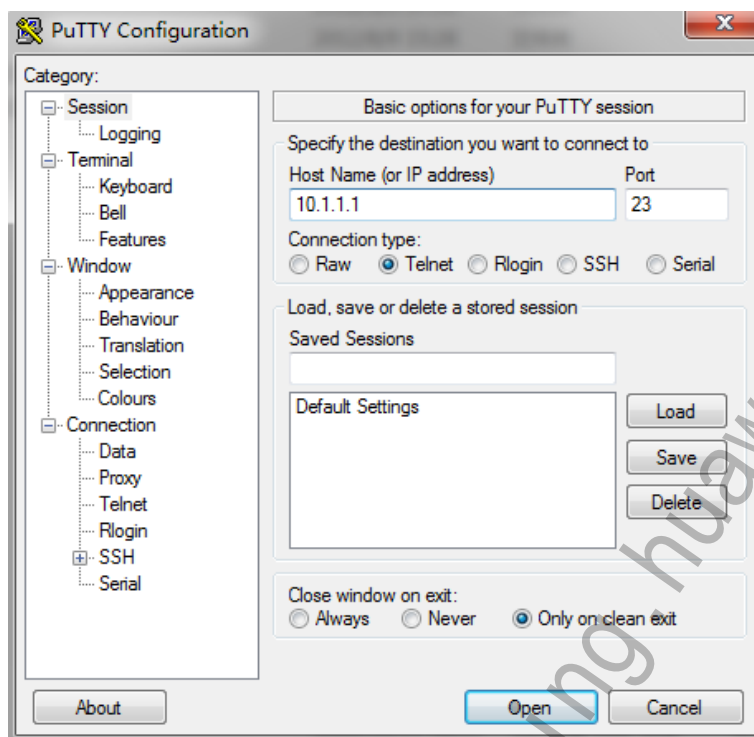 PuTTY Configuration
Category:
Session
Logging
Terminal
Keyboard
Bell
Features
Window
Appearance
Behaviour
Translation
Selection
Colours
Connection
Data
Proxy
Telnet
Rlogin
SSH
Serial
Basic options for your PuTTY session
Specify the destination you want to connect to
Host Name (or IP address) Port
10.1.1.1 23
Connection type:
Raw Telnet Rlogin SSH Serial
Load, save or delete a stored session
Saved Sessions
Default Settings
Load
Save
Delete
Close window on exit:
Always Never Only on clean exit
About Open Cancel